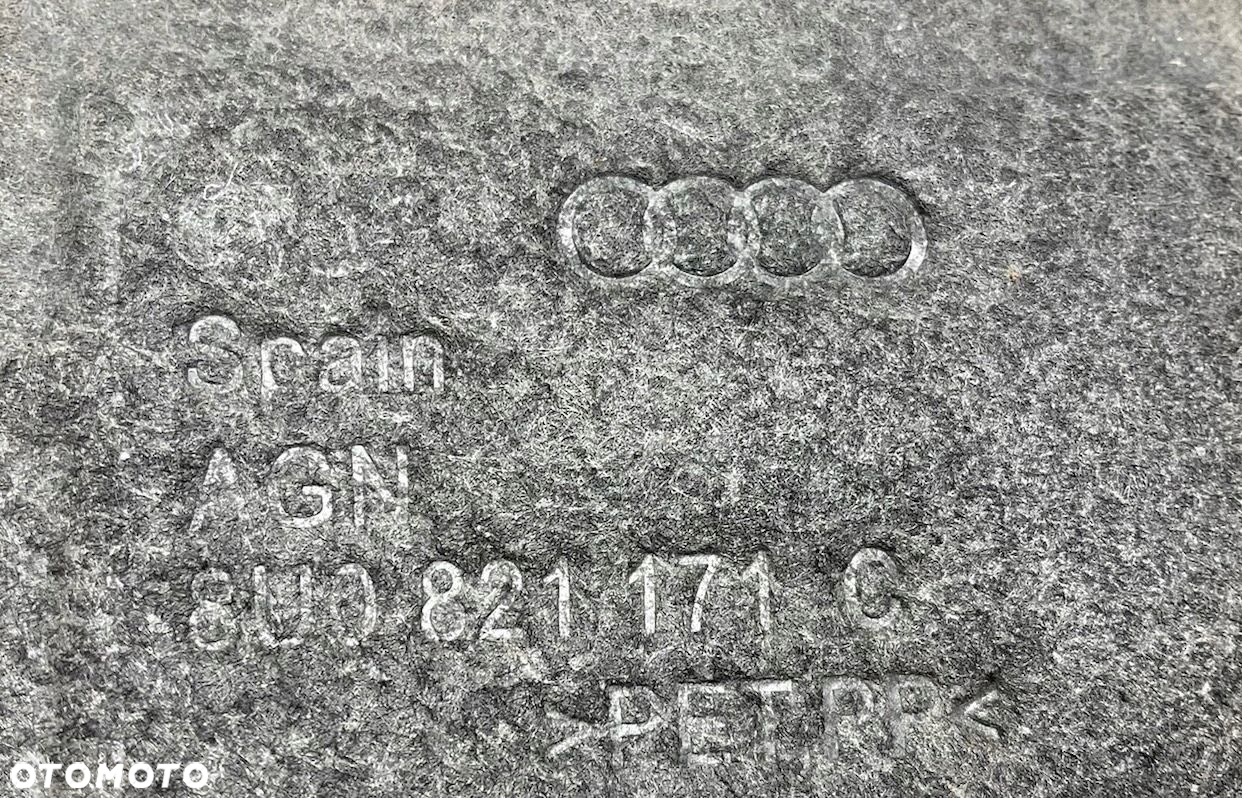 Spain
AGN
8U0 821 171 C
>PET,PP<
OTOMOTO